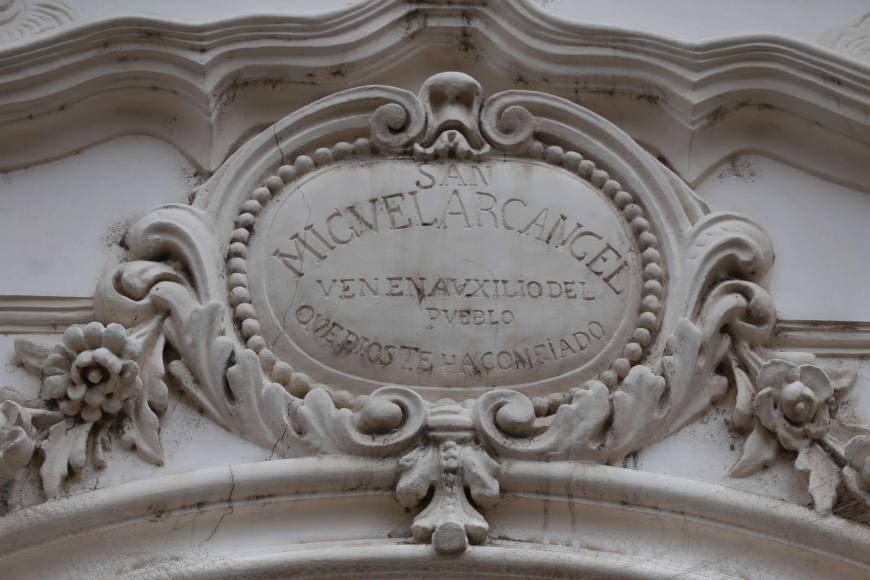 SAN
MIGVEL ARCANGEL
VEN EN AVXILIO DEL
PVEBLO
QVE DIOS TE HA CONFIADO